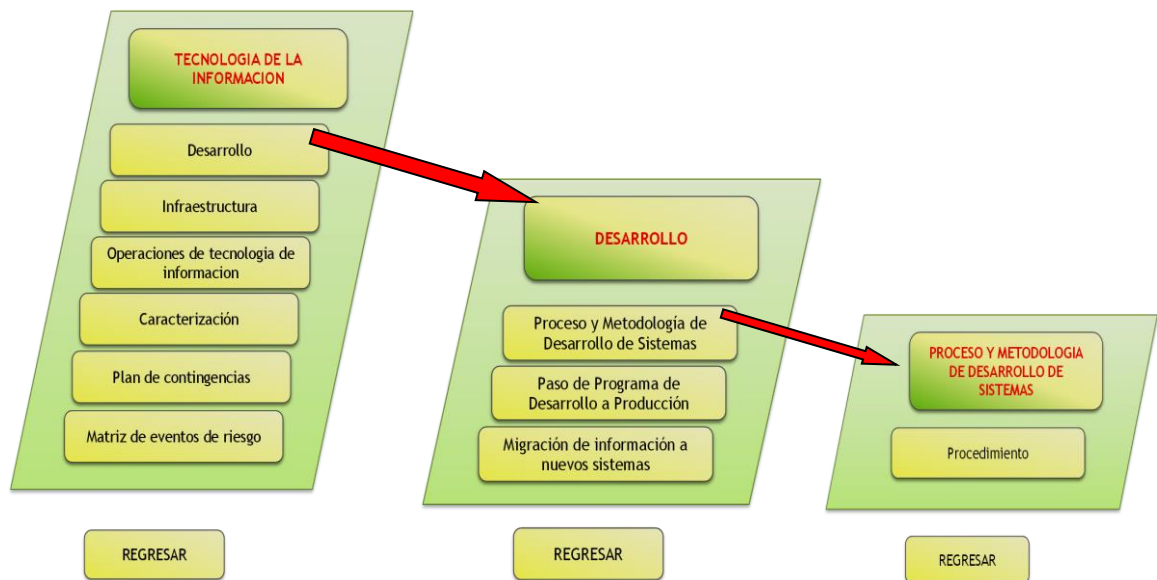 TECNOLOGIA DE LA
INFORMACION
Desarrollo
Infraestructura
Operaciones de tecnologia de
informacion
Caracterización
Plan de contingencias
Matriz de eventos de riesgo
REGRESAR
DESARROLLO
Proceso y Metodología de
Desarrollo de Sistemas
Paso de Programa de
Desarrollo a Producción
Migración de información a
nuevos sistemas
REGRESAR
PROCESO Y METODOLOGIA
DE DESARROLLO DE
SISTEMAS
Procedimiento
REGRESAR